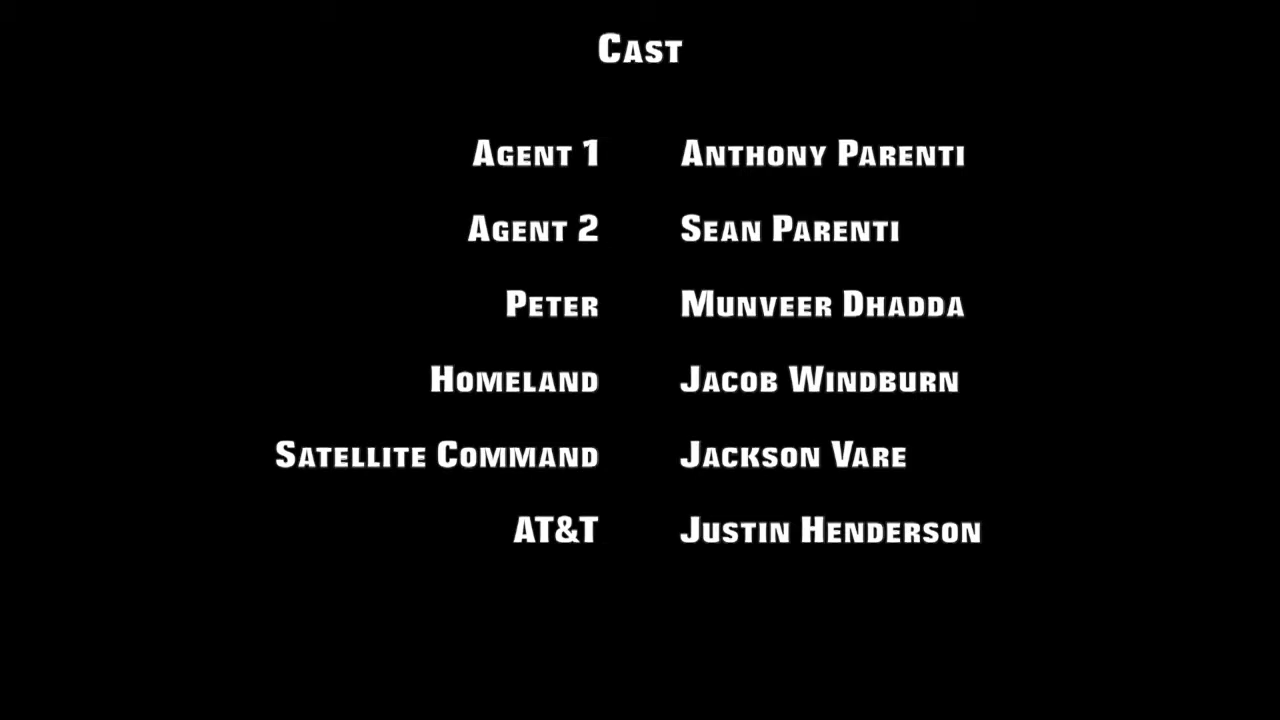 Cast
Agent 1 Anthony Parenti
Agent 2 Sean Parenti
Peter Munveer Dhadda
Homeland Jacob Windburn
Satellite Command Jackson Vare
AT&T Justin Henderson